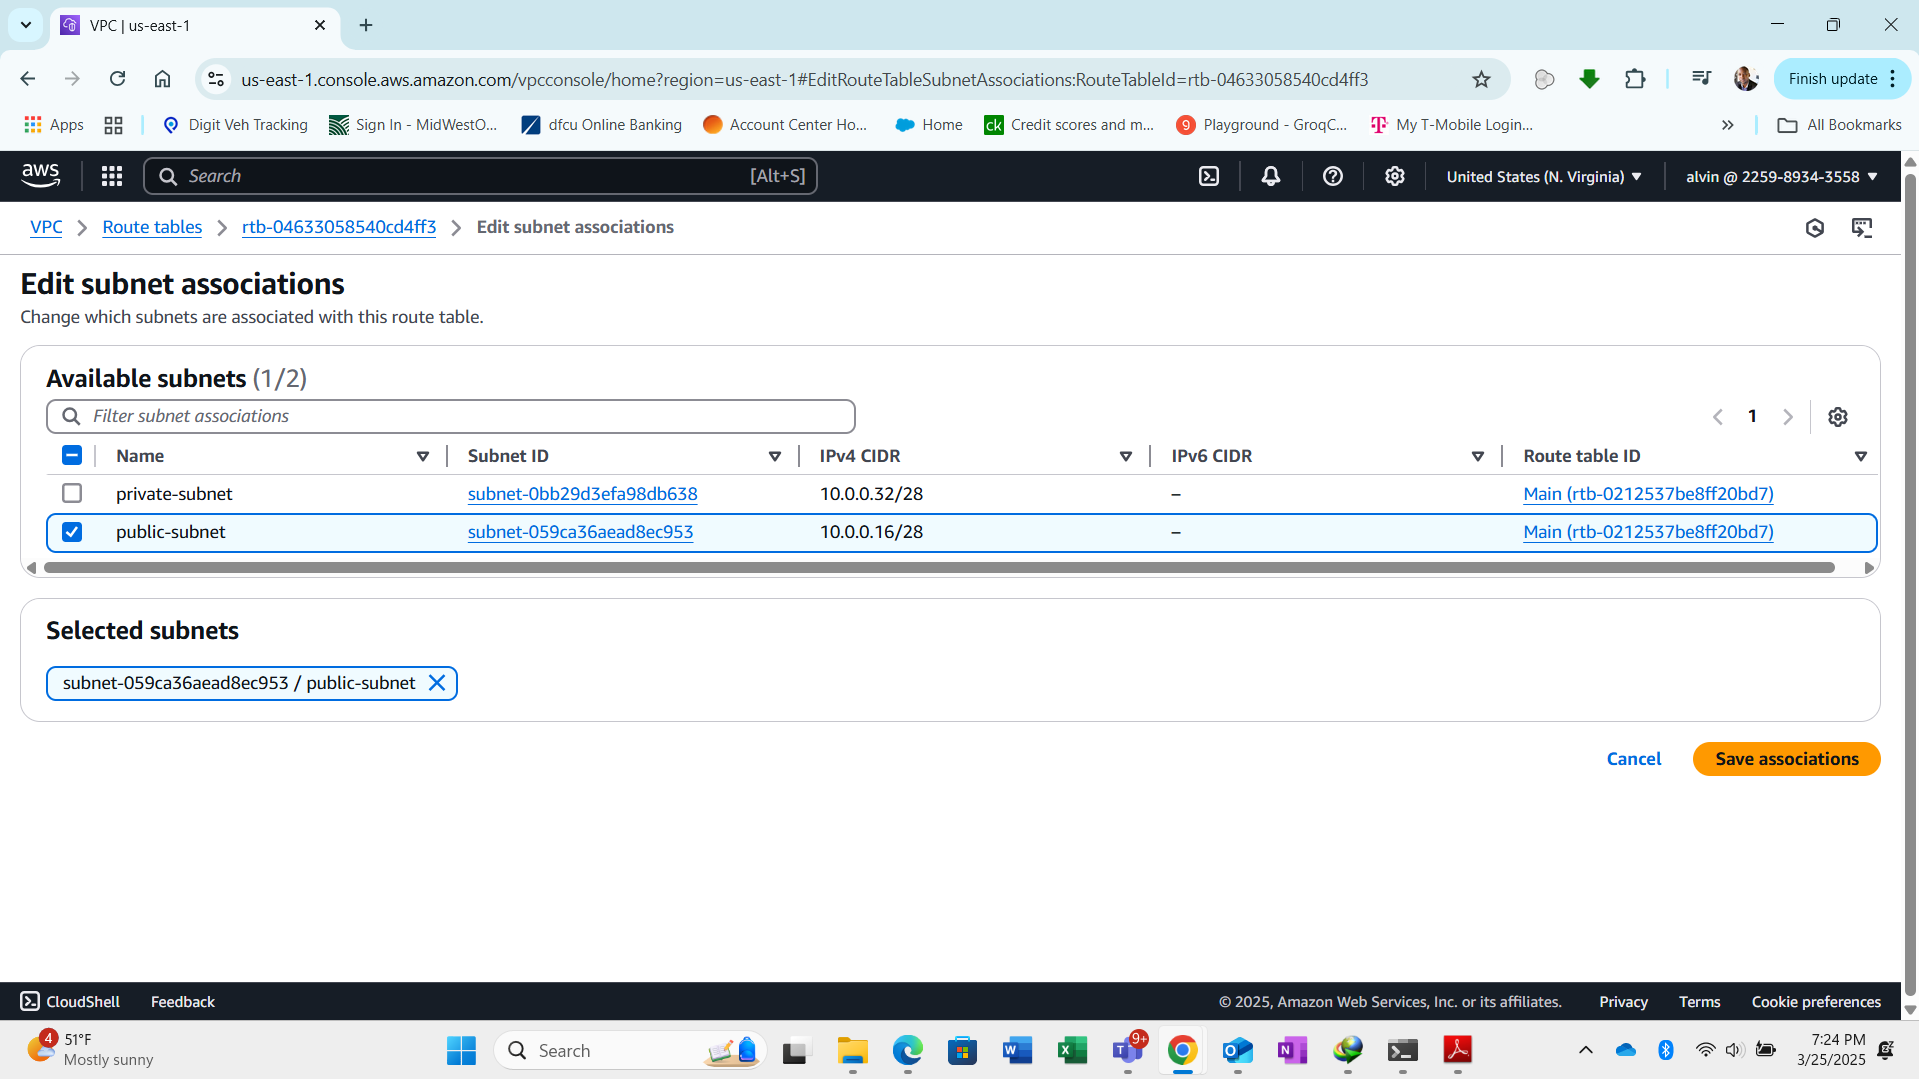 VPC | us-east-1
us-east-1.console.aws.amazon.com/vpcconsole/home?region=us-east-1#EditRouteTableSubnetAssociations:RouteTableId=rtb-04633058540cd4ff3
Finish update
Apps
Digit Veh Tracking
Sign In - MidWestO...
dfcu Online Banking
Account Center Ho...
Home
ck Credit scores and m...
9 Playground - GroqC...
T My T-Mobile Login...
All Bookmarks
aws
Search [Alt+S]
United States (N. Virginia)
alvin @ 2259-8934-3558
VPC > Route tables > rtb-04633058540cd4ff3 > Edit subnet associations
Edit subnet associations
Change which subnets are associated with this route table.
Available subnets (1/2)
Filter subnet associations
1
Name Subnet ID IPv4 CIDR IPv6 CIDR Route table ID
private-subnet subnet-0bb29d3efa98db638 10.0.0.32/28 – Main (rtb-0212537be8ff20bd7)
public-subnet subnet-059ca36aead8ec953 10.0.0.16/28 – Main (rtb-0212537be8ff20bd7)
Selected subnets
subnet-059ca36aead8ec953 / public-subnet
Cancel
Save associations
CloudShell Feedback
© 2025, Amazon Web Services, Inc. or its affiliates. Privacy Terms Cookie preferences
4
51°F
Mostly sunny
Search
W
X
T
9+
N
7:24 PM
3/25/2025